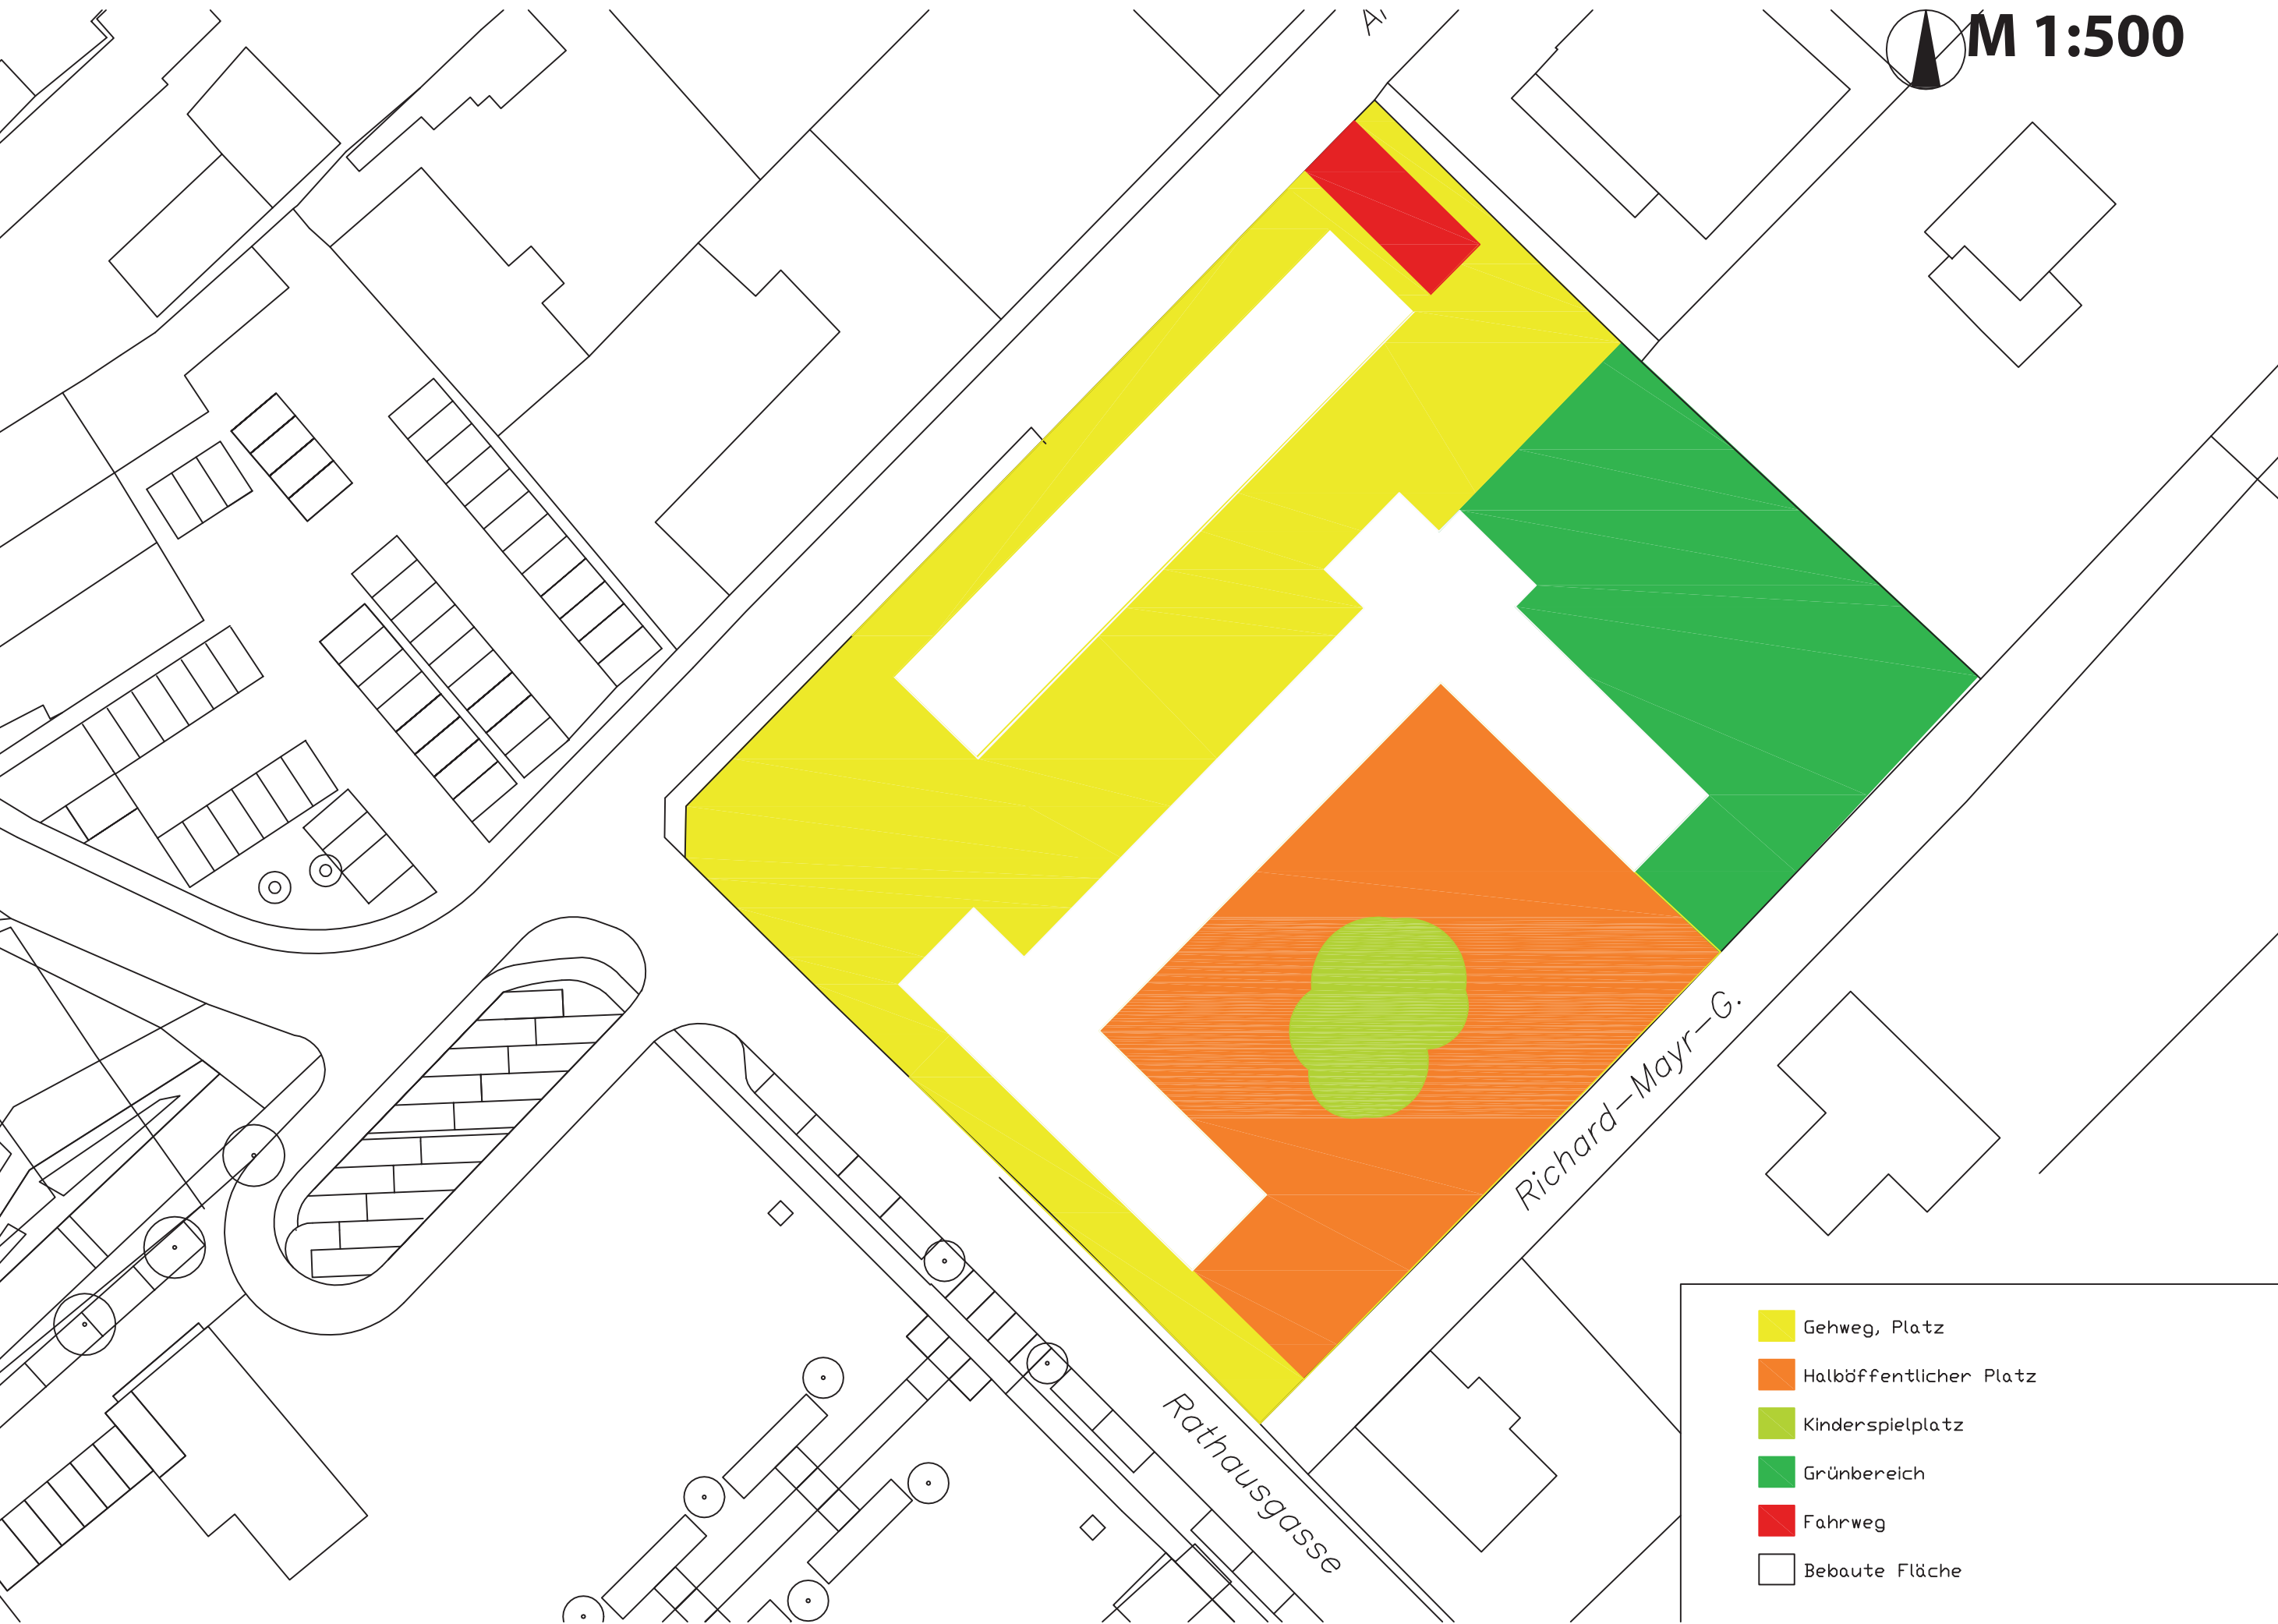 M 1:500
Richard-Mayr-G.
Rathausgasse
Gehweg, Platz
Halböffentlicher Platz
Kinderspielplatz
Grünbereich
Fahrweg
Bebaute Fläche